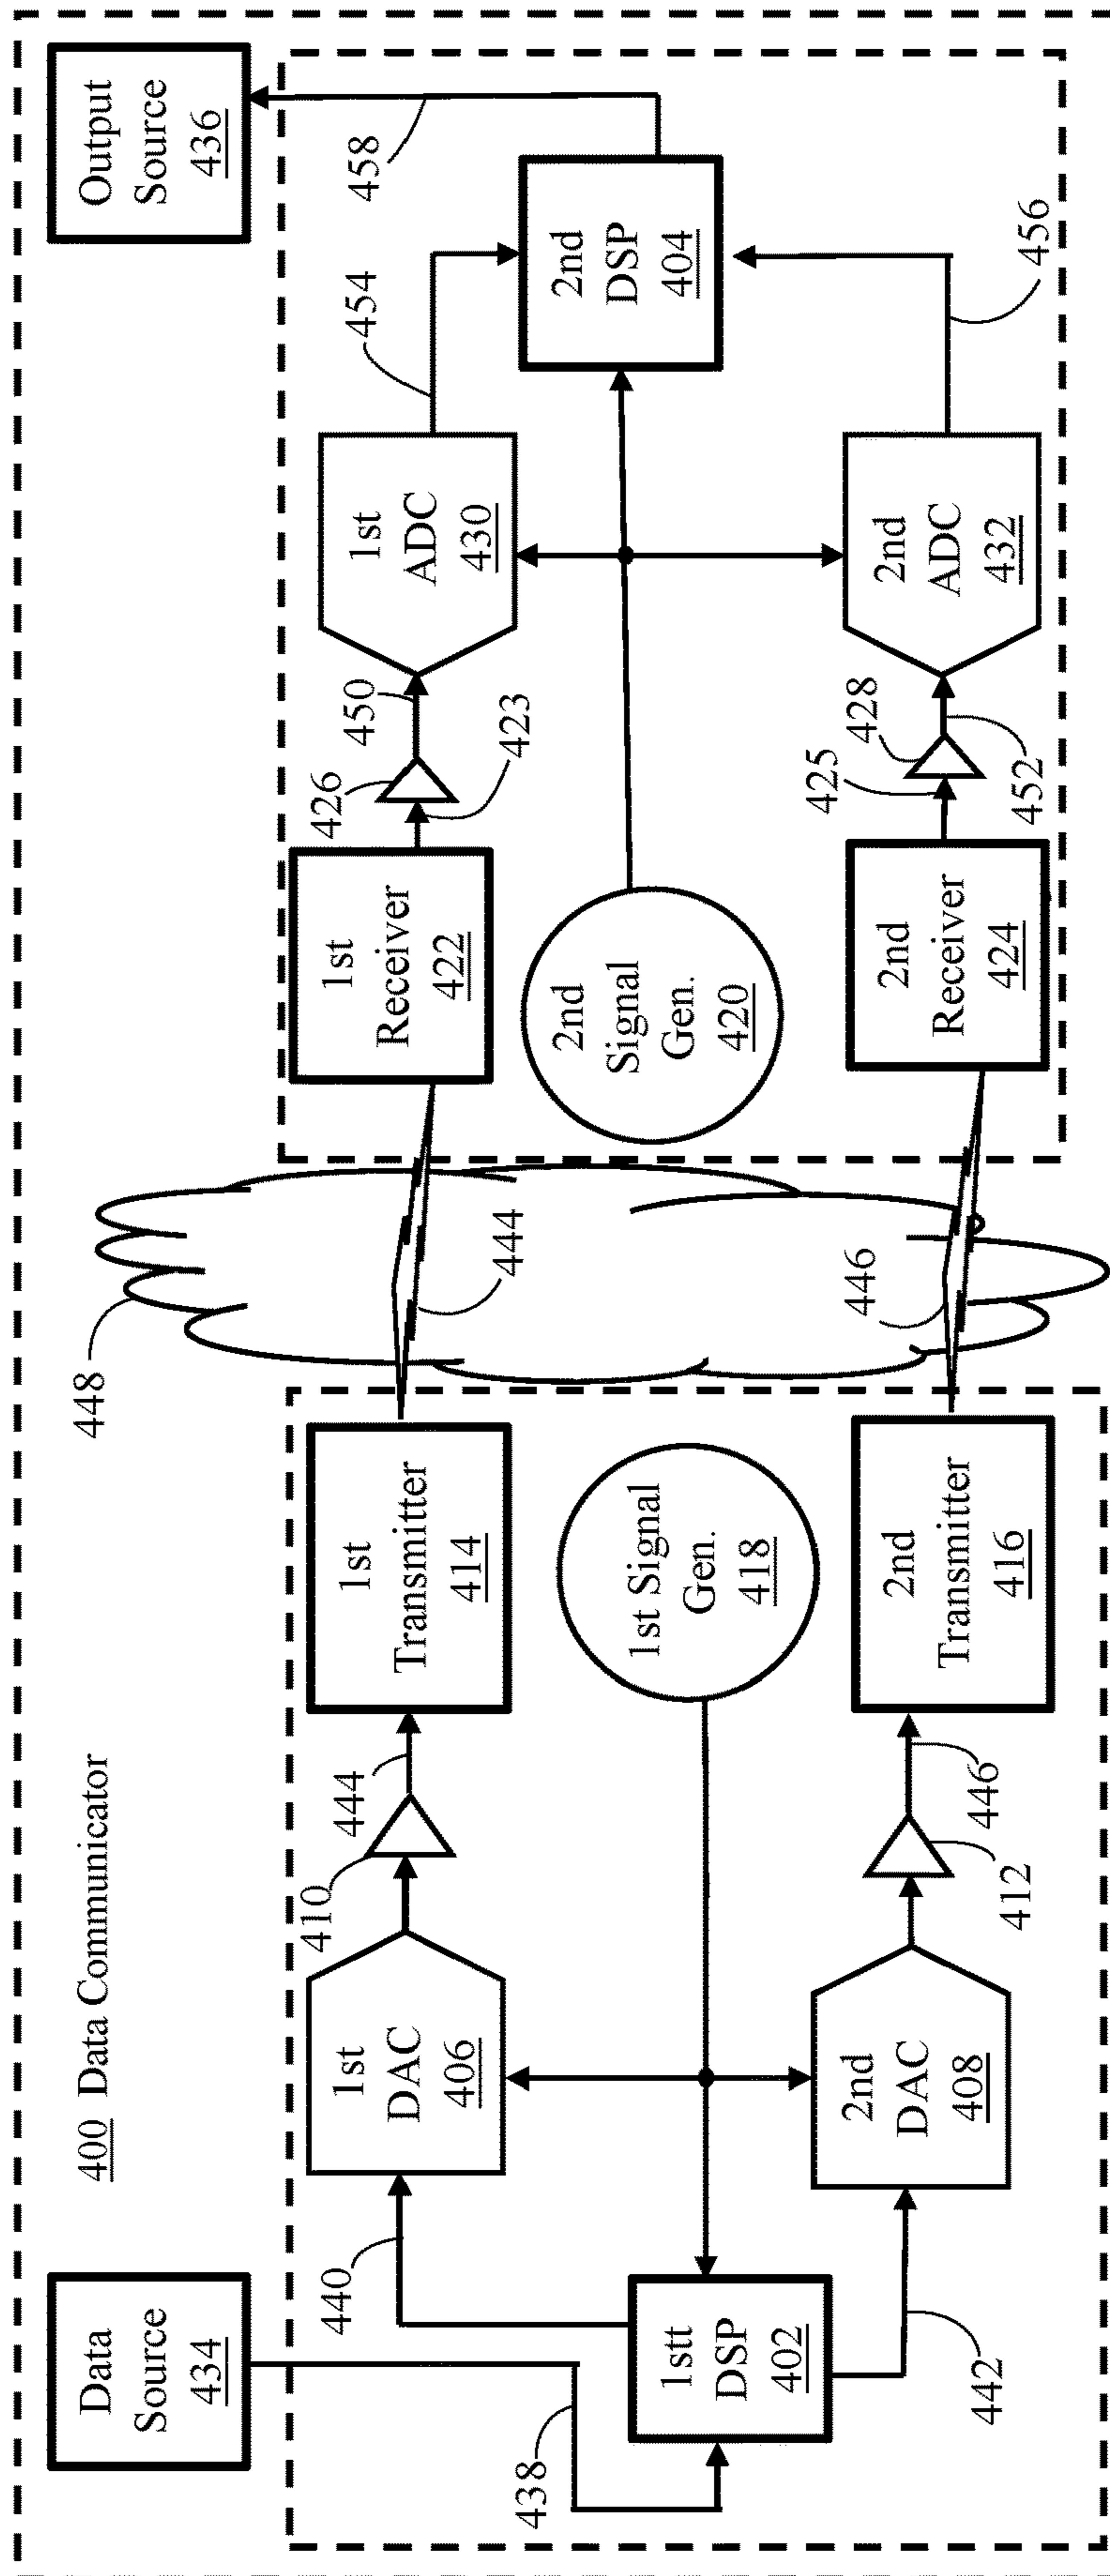 400 Data Communicator
Data
Source
434
Output
Source
436
438
440
442
1stt
DSP
402
1st
DAC
406
2nd
DAC
408
410
444
412
446
1st
Transmitter
414
1st Signal
Gen.
418
2nd
Transmitter
416
448
444
446
1st
Receiver
422
2nd
Signal
Gen.
420
2nd
Receiver
424
426
423
450
425
428
452
1st
ADC
430
2nd
ADC
432
454
456
2nd
DSP
404
458